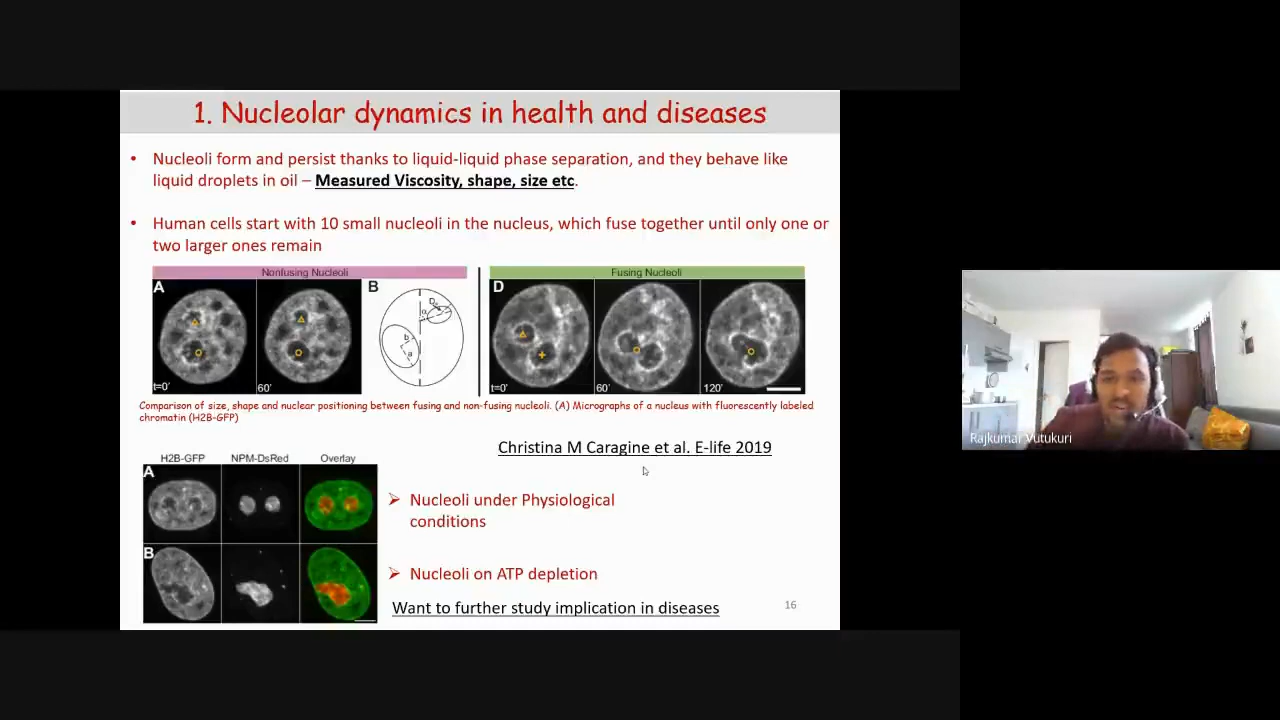 1. Nucleolar dynamics in health and diseases
• Nucleoli form and persist thanks to liquid-liquid phase separation, and they behave like
liquid droplets in oil – Measured Viscosity, shape, size etc.
• Human cells start with 10 small nucleoli in the nucleus, which fuse together until only one or
two larger ones remain
Nonfusing Nucleoli
Fusing Nucleoli
A
B
D
t=0'
60'
t=0'
60'
120'
Comparison of size, shape and nuclear positioning between fusing and non-fusing nucleoli. (A) Micrographs of a nucleus with fluorescently labeled
chromatin (H2B-GFP)
Christina M Caragine et al. E-life 2019
H2B-GFP
NPM-DsRed
Overlay
A
B
➢ Nucleoli under Physiological
conditions
➢ Nucleoli on ATP depletion
Want to further study implication in diseases
16
Rajkumar Vutukuri